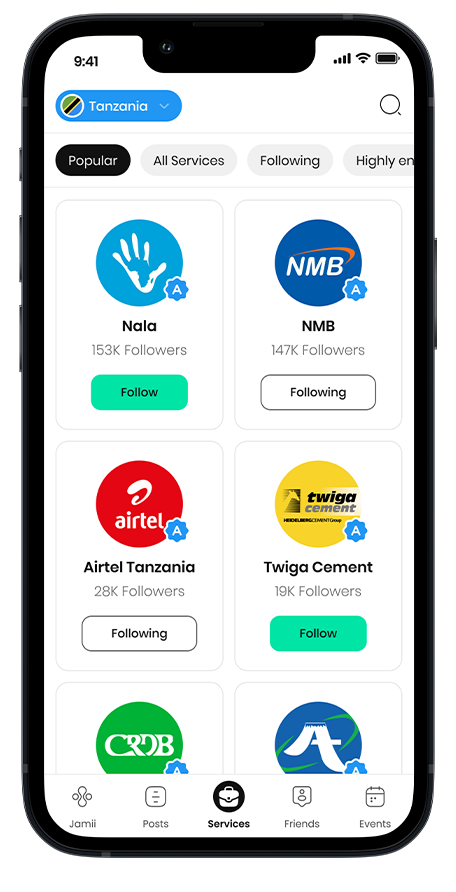 9:41
Tanzania
Popular
All Services
Following
Highly en
A
NMB
A
Nala
NMB
153K Followers
147K Followers
Follow
Following
airtel
A
twiga
cement
HEIDELBERGCEMENT Group
A
Airtel Tanzania
Twiga Cement
28K Followers
19K Followers
Following
Follow
CRDB
A
A
Jamii
Posts
Services
Friends
Events